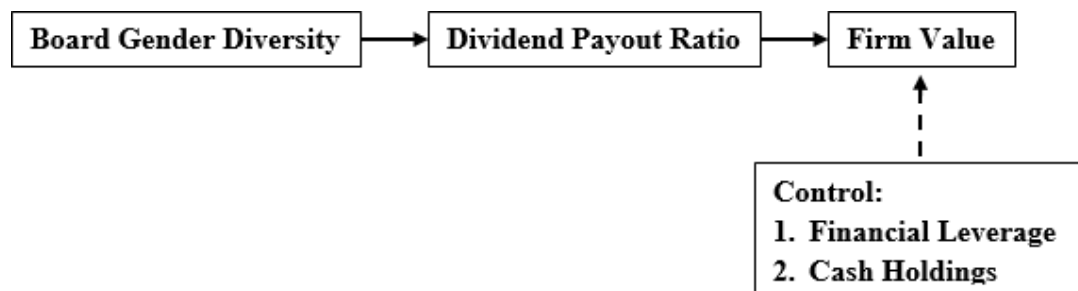 Board Gender Diversity
Dividend Payout Ratio
Firm Value
Control:
1. Financial Leverage
2. Cash Holdings